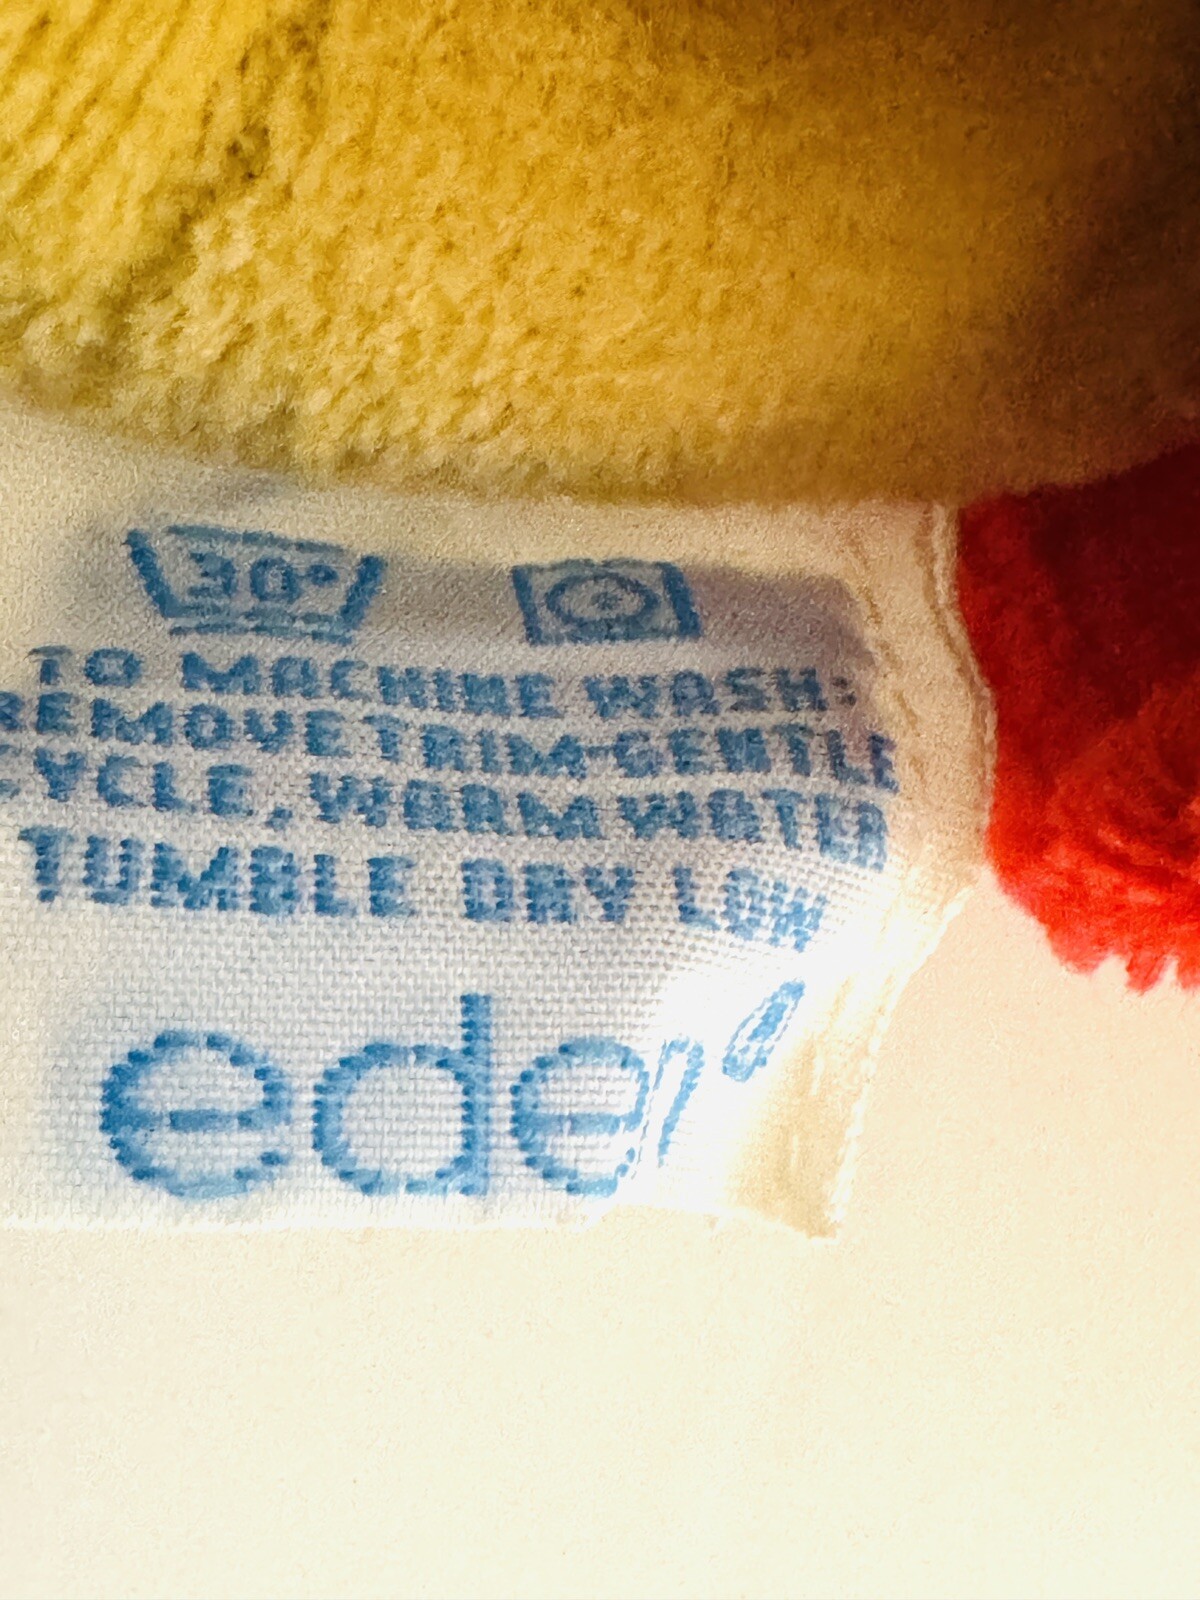 30°
TO MACHINE WASH:
REMOVE TRIM-GENTLE
CYCLE, WARM WATER
TUMBLE DRY LOW
eden